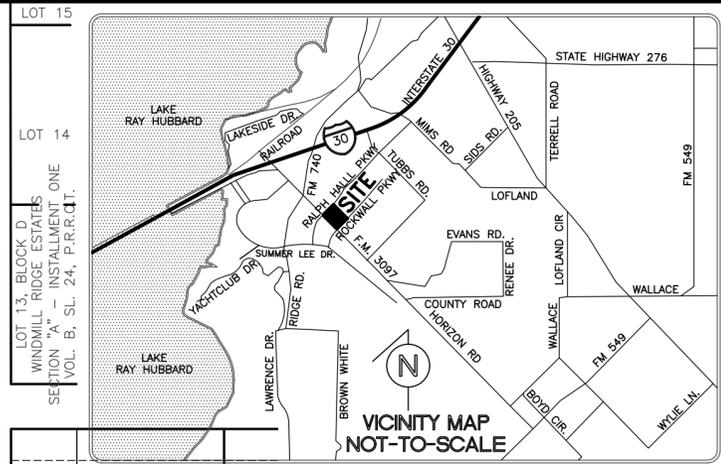 LOT 15
LOT 14
LOT 13, BLOCK D
WINDMILL RIDGE ESTATES
SECTION "A" – INSTALLMENT ONE
VOL. B, SL. 24, P.R.R.C.T.
LAKE
RAY HUBBARD
LAKESIDE DR.
RAILROAD
FM 740
30
INTERSTATE 30
STATE HIGHWAY 276
HIGHWAY 205
TERRELL ROAD
FM 549
MIMS RD
SIDS RD.
RALPH HALL PKWY
TUBBS RD.
SITE
ROCKWALL PKWY
LOFLAND
F.M. 3097
EVANS RD.
RENEE DR.
LOFLAND CIR
SUMMER LEE DR.
YACHTCLUB DR
RIDGE RD.
COUNTY ROAD
WALLACE
WALLACE
HORIZON RD
LAKE
RAY HUBBARD
LAWRENCE DR.
BROWN WHITE
N
FM 549
BOYD CIR.
WYLIE LN.
VICINITY MAP
NOT-TO-SCALE